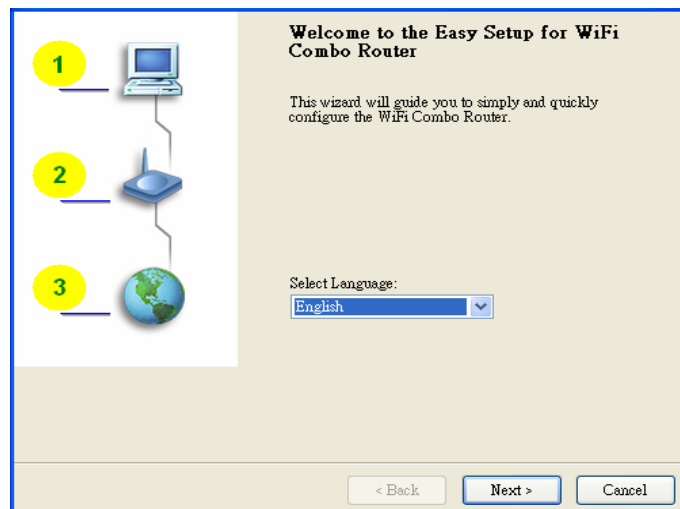 1
2
3
Welcome to the Easy Setup for WiFi
Combo Router
This wizard will guide you to simply and quickly
configure the WiFi Combo Router.
Select Language:
English
< Back
Next >
Cancel